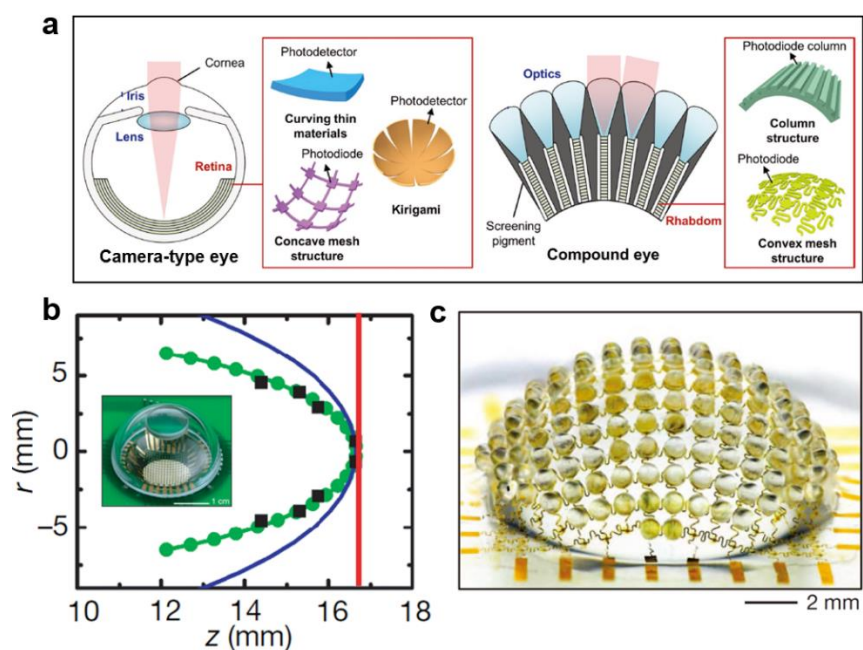 a
Cornea
Iris
Lens
Retina
Camera-type eye
Photodetector
Curving thin
materials
Photodetector
Photodiode
Kirigami
Concave mesh
structure
Optics
Screening
pigment
Rhabdom
Compound eye
Photodiode column
Column
structure
Photodiode
Convex mesh
structure
b
r (mm)
5
0
−5
10 12 14 16 18
z (mm)
1 cm
c
2 mm